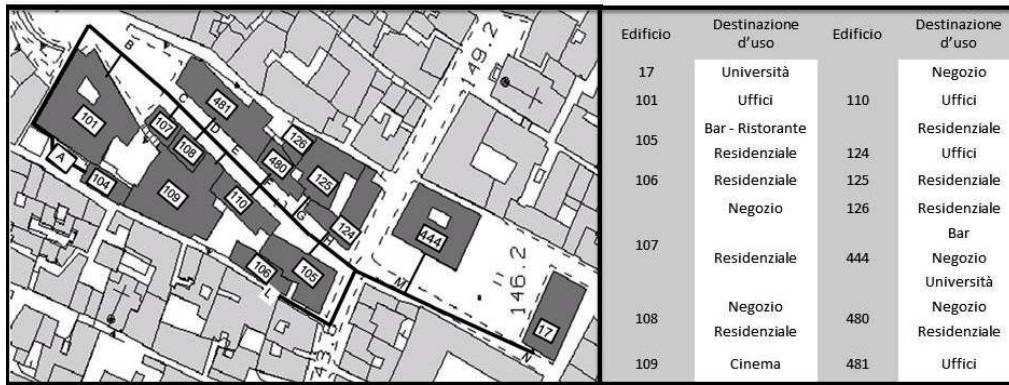 B
149.2
101
C
481
107
D
108
E
126
480
125
F
A
104
109
110
G
124
H
444
106
105
L
M
146.2
17
N
Edificio Destinazione d'uso Edificio Destinazione d'uso
17 Università Negozio
101 Uffici 110 Uffici
105 Bar - Ristorante Residenziale
Residenziale 124 Uffici
106 Residenziale 125 Residenziale
Negozio 126 Residenziale
107 Bar
Residenziale 444 Negozio
Università
108 Negozio 480 Negozio
Residenziale Residenziale
109 Cinema 481 Uffici